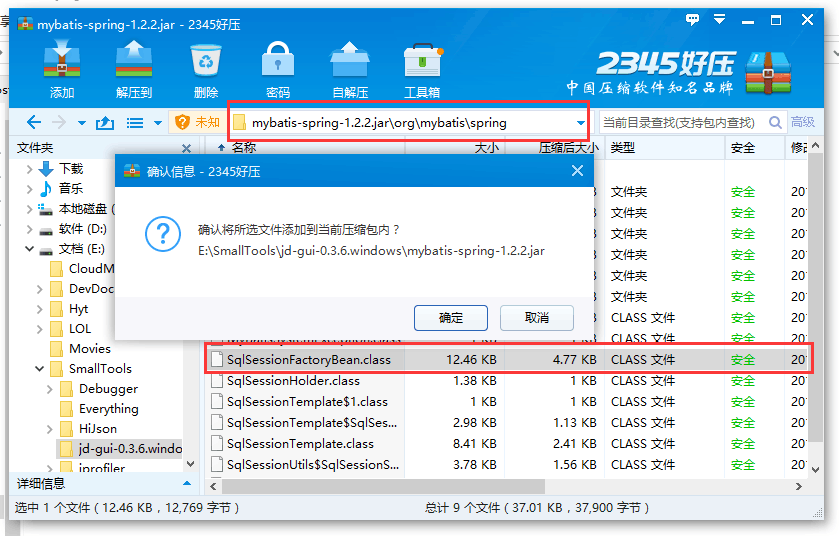 mybatis-spring-1.2.2.jar - 2345好压
添加 解压到 删除 密码 自解压 工具箱
2345好压
中国压缩软件知名品牌
未知 mybatis-spring-1.2.2.jar\org\mybatis\spring 当前目录查找(支持包内查找) 高级
文件夹 名称 大小 压缩后大小 类型 安全 修改
下载
音乐 文件夹 安全 20
本地磁盘 ( 文件夹 安全 20
软件 (D:) 文件夹 安全 20
文档 (E:) 文件夹 安全 20
CloudM 文件夹 安全 20
DevDoc 文件夹 安全 20
Hyt CLASS 文件 安全 20
LOL CLASS 文件 安全 20
确认信息 - 2345好压
确认将所选文件添加到当前压缩包内？
E:\SmallTools\jd-gui-0.3.6.windows\mybatis-spring-1.2.2.jar
确定 取消
Movies SqlSessionFactoryBean.class 12.46 KB 4.77 KB CLASS 文件 安全 20
SmallTools SqlSessionHolder.class 1.38 KB 1 KB CLASS 文件 安全 20
Debugger SqlSessionTemplate$1.class 1 KB 1 KB CLASS 文件 安全 20
Everything SqlSessionTemplate$SqlSes... 2.98 KB 1.13 KB CLASS 文件 安全 20
HiJson SqlSessionTemplate.class 8.41 KB 2.41 KB CLASS 文件 安全 20
jd-gui-0.3.6.windo SqlSessionUtils$SqlSessionS... 3.78 KB 1.56 KB CLASS 文件 安全 20
jprofiler
详细信息
选中 1 个文件（12.46 KB，12,769 字节） 总计 9 个文件（37.01 KB，37,900 字节）